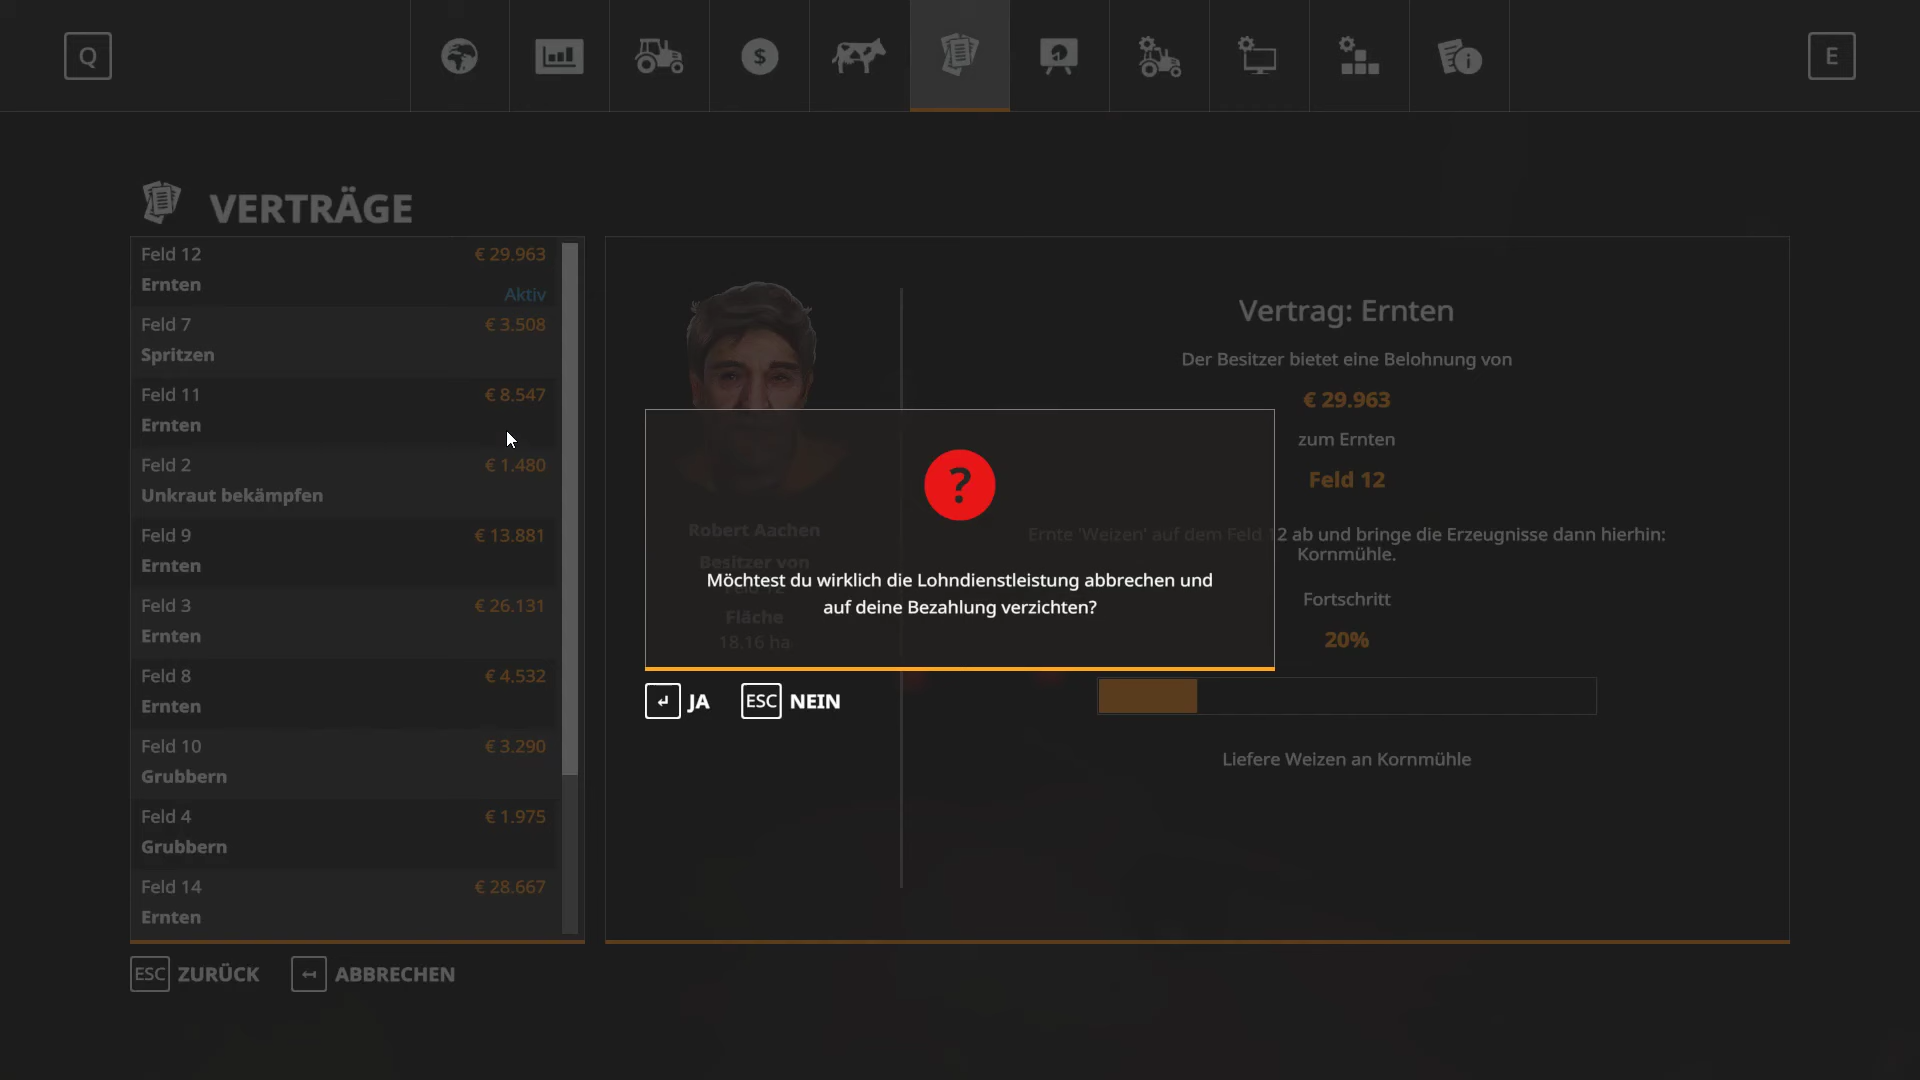 Q
E
VERTRÄGE
Feld 12 € 29.963
Ernten
Aktiv
Feld 7 € 3.508
Spritzen
Feld 11 € 8.547
Ernten
Feld 2 € 1.480
Unkraut bekämpfen
Feld 9 € 13.881
Ernten
Feld 3 € 26.131
Ernten
Feld 8 € 4.532
Ernten
Feld 10 € 3.290
Grubbern
Feld 4 € 1.975
Grubbern
Feld 14 € 28.667
Ernten
Robert Aachen
Besitzer von
Feld 12
Fläche
18.16 ha
Vertrag: Ernten
Der Besitzer bietet eine Belohnung von
€ 29.963
zum Ernten
Feld 12
Ernte 'Weizen' auf dem Feld 12 ab und bringe die Erzeugnisse dann hierhin:
Kornmühle.
Fortschritt
20%
Liefere Weizen an Kornmühle
?
Möchtest du wirklich die Lohndienstleistung abbrechen und
auf deine Bezahlung verzichten?
JA ESC NEIN
ESC ZURÜCK ABBRECHEN